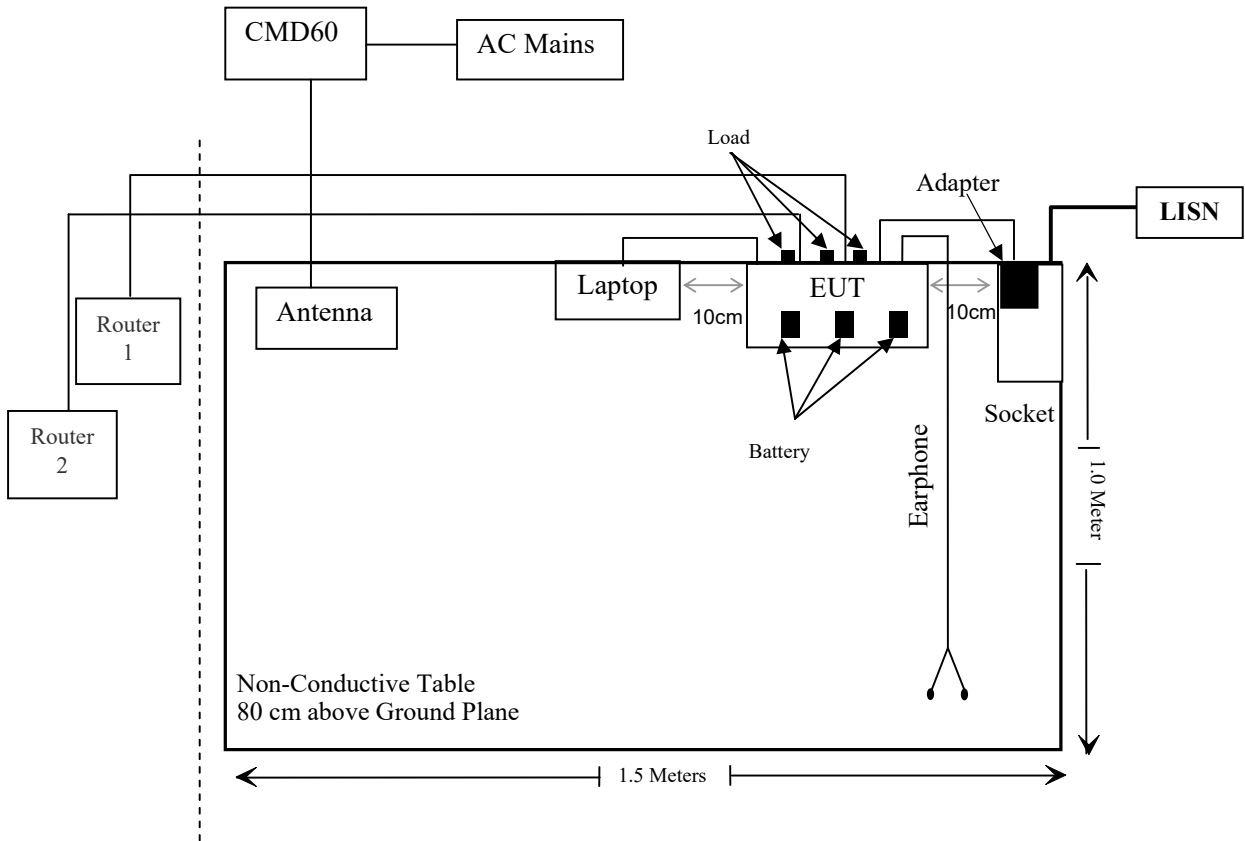 CMD60
AC Mains
Load
Adapter
LISN
Laptop
EUT
Antenna
10cm
10cm
Router
1
Socket
Router
2
Battery
Earphone
1.0 Meter
Non-Conductive Table
80 cm above Ground Plane
1.5 Meters